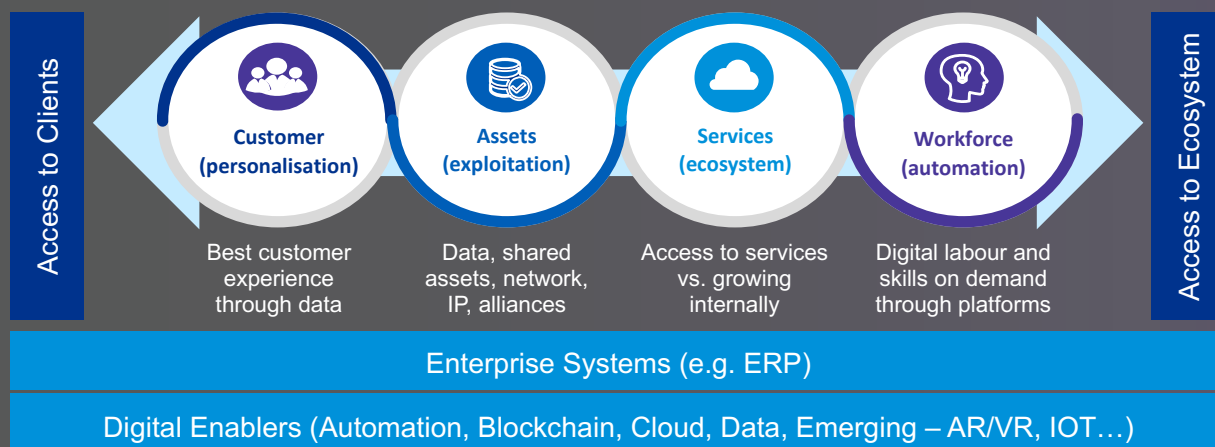 Access to Clients
Customer
(personalisation)
Best customer
experience
through data
Assets
(exploitation)
Data, shared
assets, network,
IP, alliances
Services
(ecosystem)
Access to services
vs. growing
internally
Workforce
(automation)
Digital labour and
skills on demand
through platforms
Access to Ecosystem
Enterprise Systems (e.g. ERP)
Digital Enablers (Automation, Blockchain, Cloud, Data, Emerging – AR/VR, IOT…)